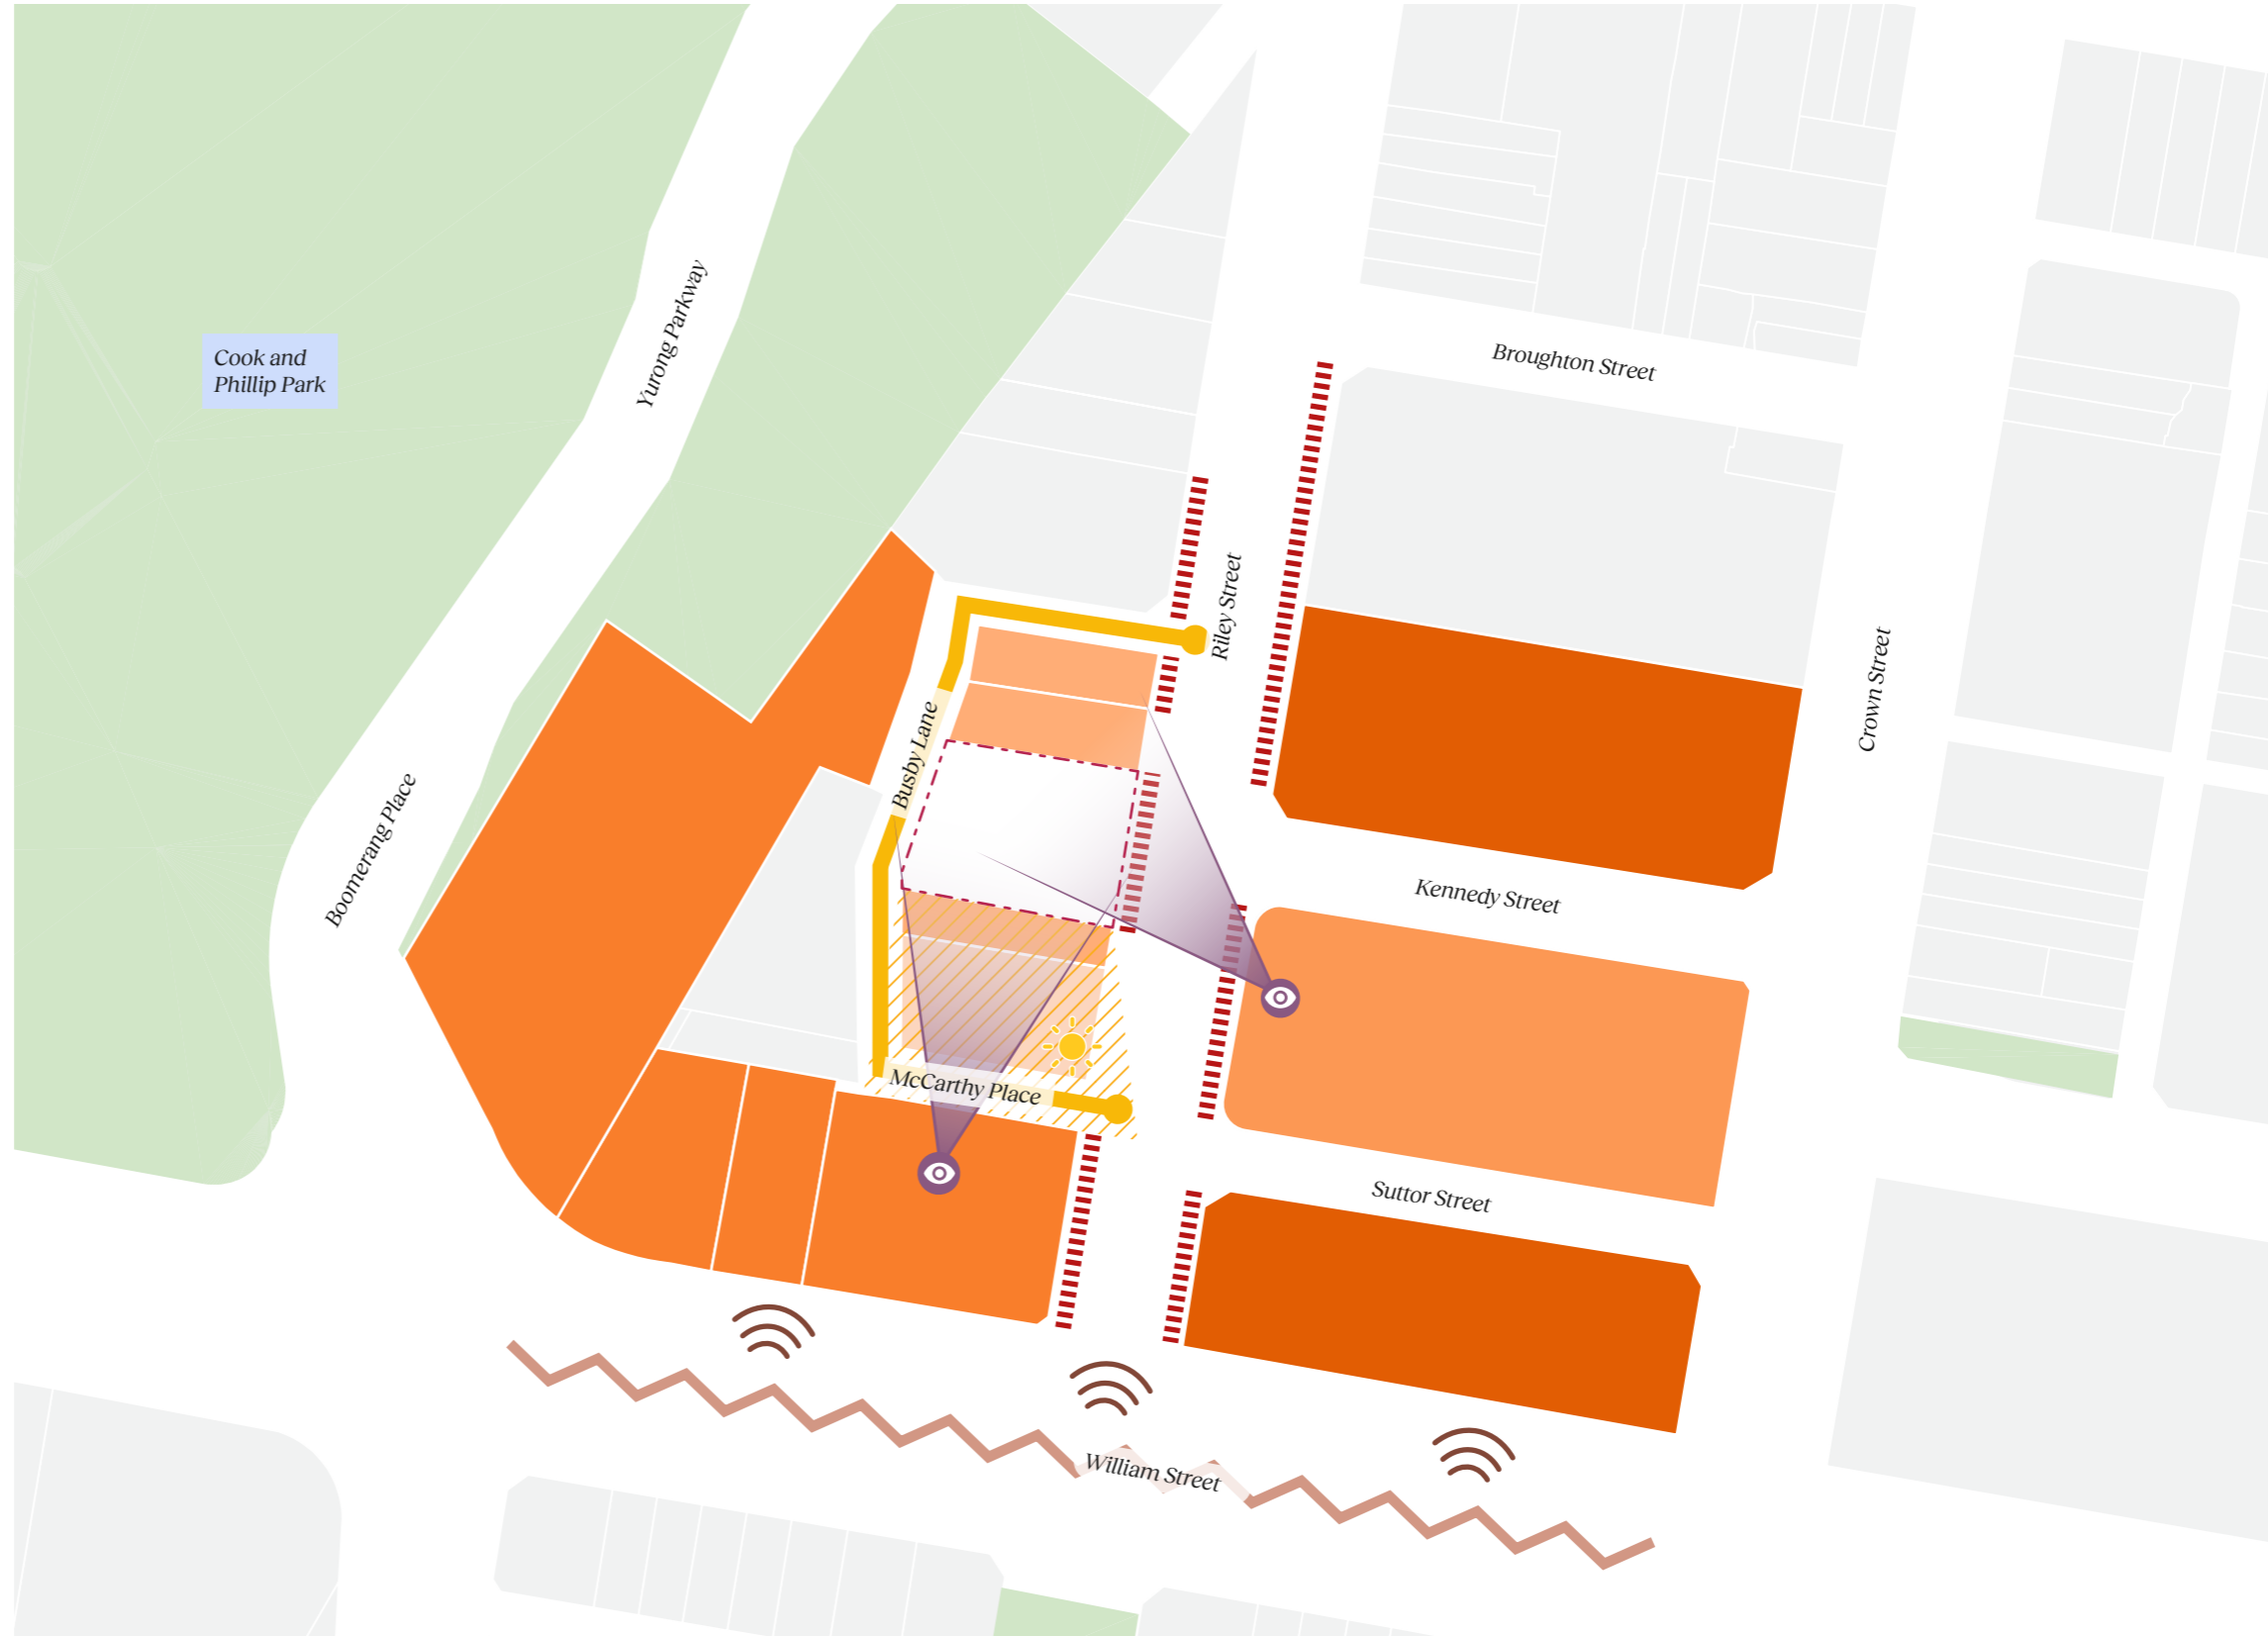 Cook and
Phillip Park
Yurong Parkway
Broughton Street
Riley Street
Crown Street
Busby Lane
Boomerang Place
Kennedy Street
McCarthy Place
Suttor Street
William Street